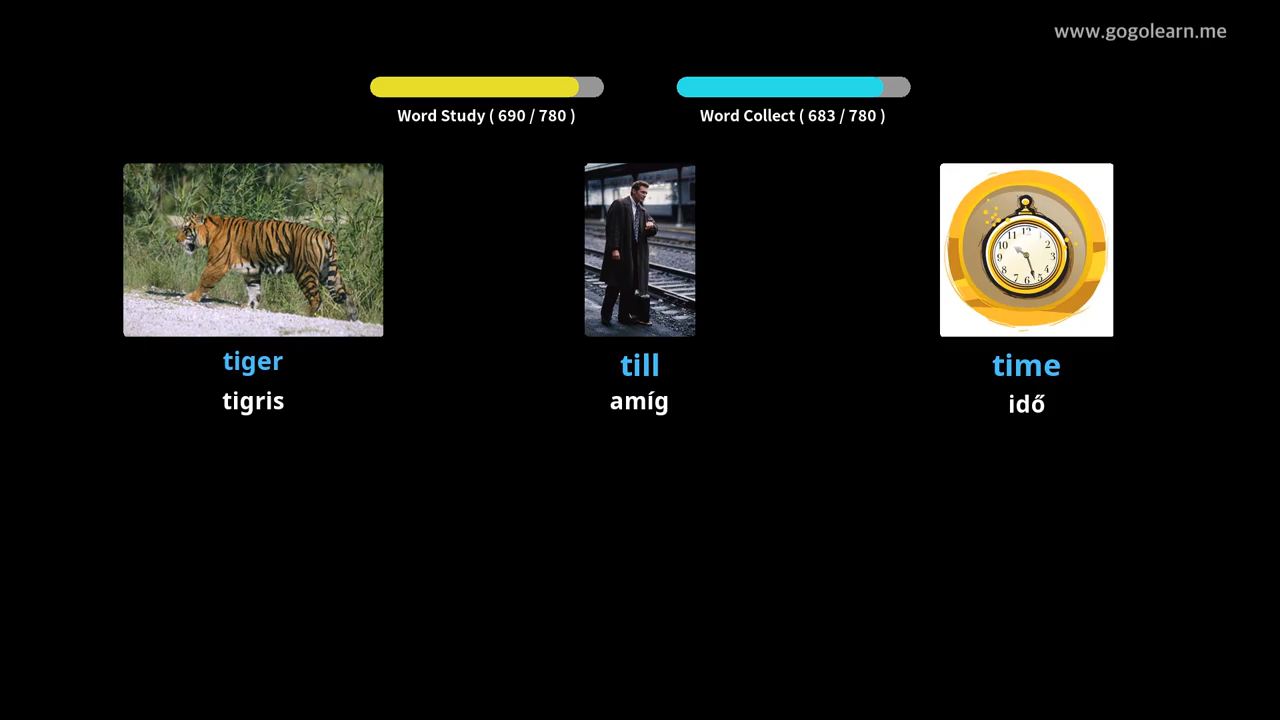 www.gogolearn.me
Word Study ( 690 / 780 )
Word Collect ( 683 / 780 )
tiger
tigris
till
amíg
time
idő